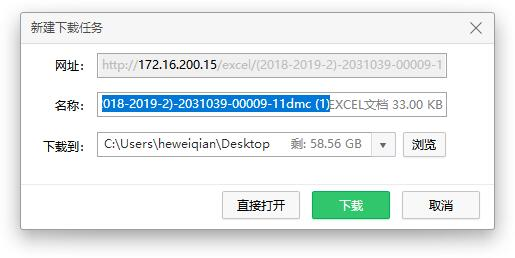 新建下载任务
网址: http://172.16.200.15/excel/(2018-2019-2)-2031039-00009-1
名称: 018-2019-2)-2031039-00009-11dmc (1) EXCEL文档 33.00 KB
下载到: C:\Users\heweiqian\Desktop 剩: 58.56 GB 浏览
直接打开 下载 取消